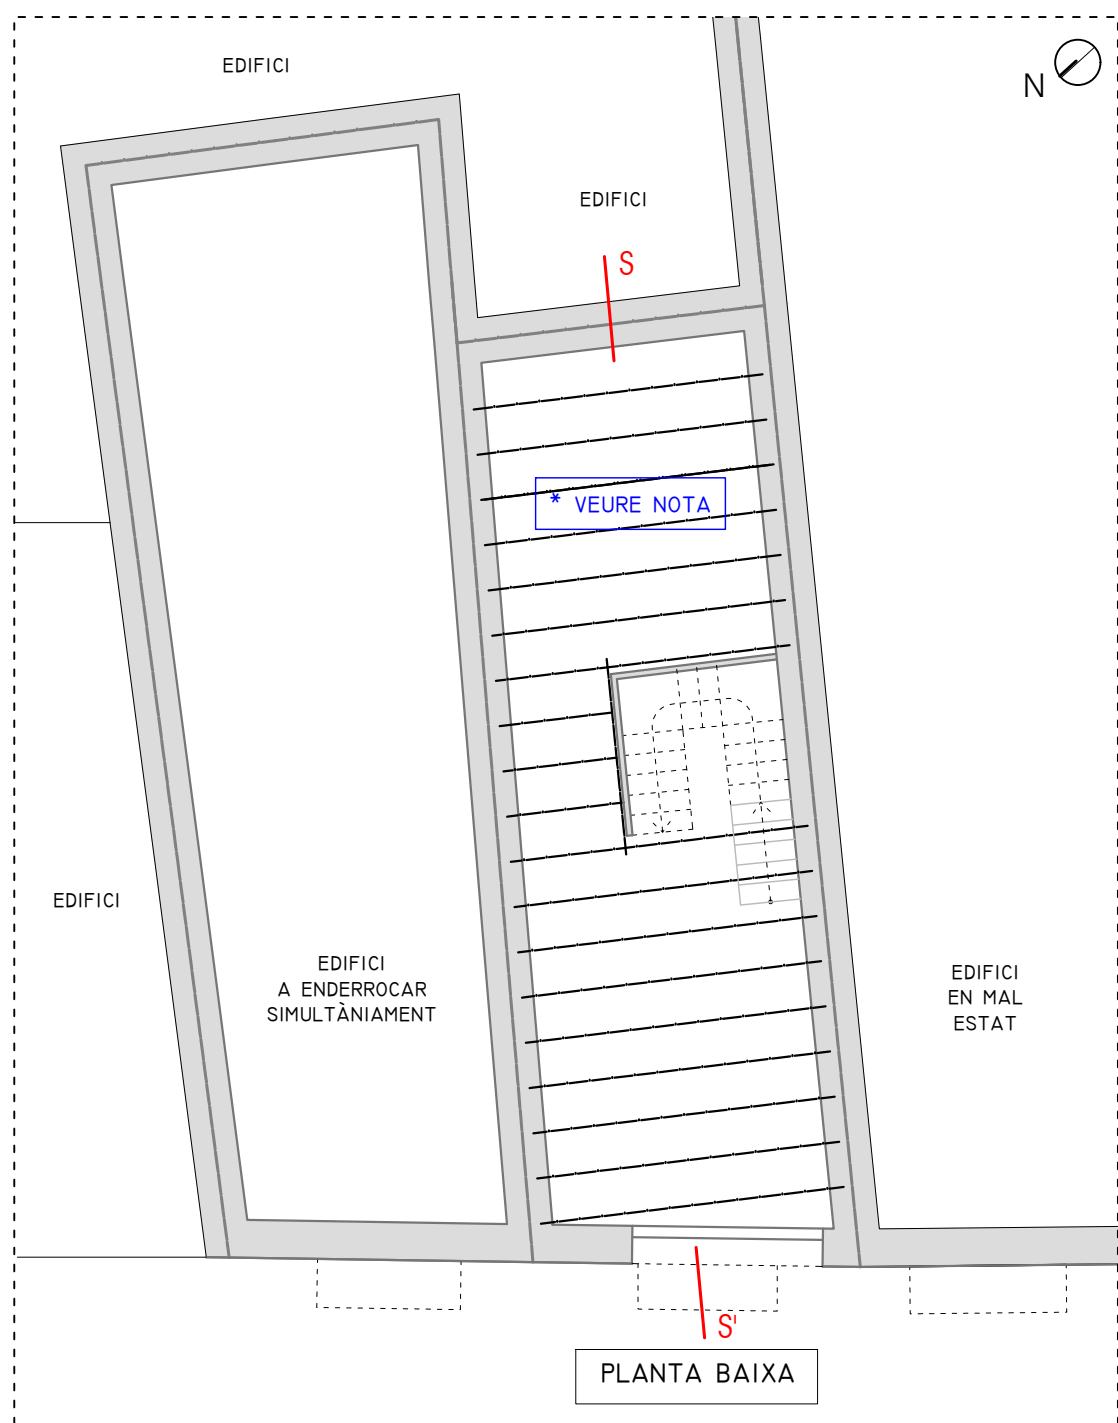 EDIFICI
N
EDIFICI
S
* VEURE NOTA
EDIFICI
EDIFICI
A ENDERROCAR
SIMULTÀNIAMENT
EDIFICI
EN MAL
ESTAT
S'
PLANTA BAIXA